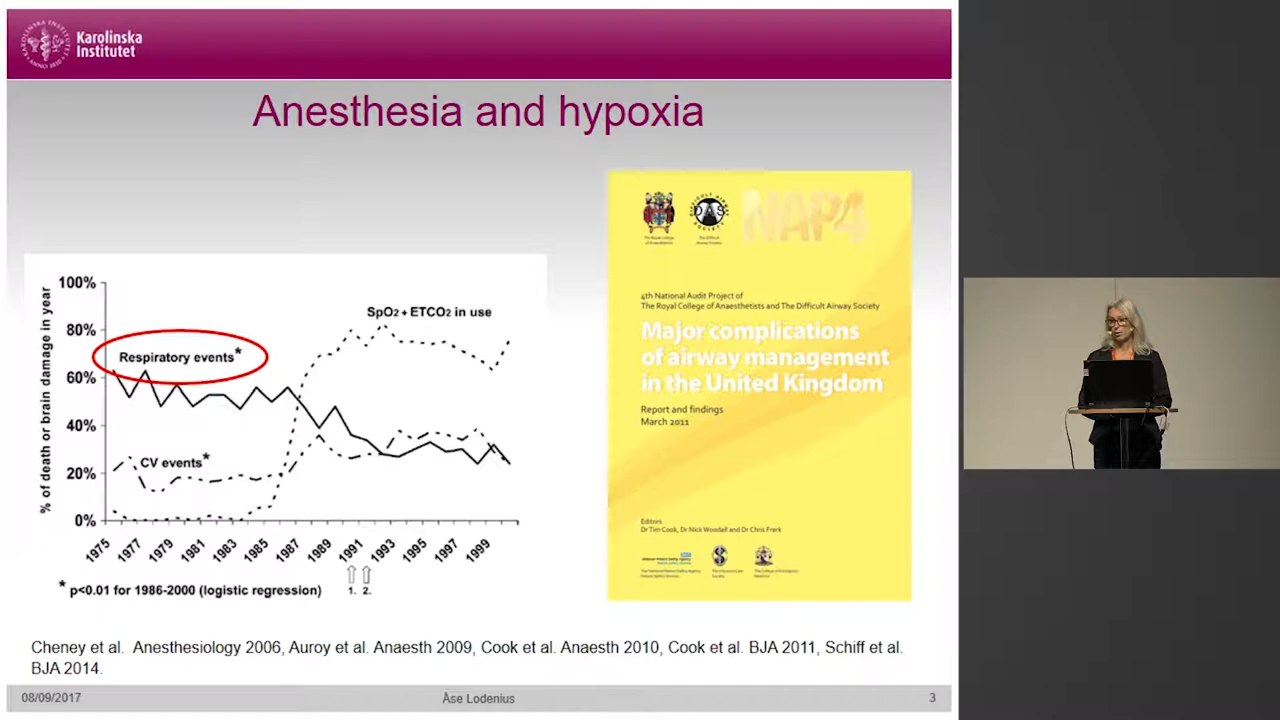 Karolinska
Institutet
ANNO 1810
Anesthesia and hypoxia
% of death or brain damage in year
100%
80%
60%
40%
20%
0%
SpO2 + ETCO2 in use
Respiratory events*
CV events*
1975
1977
1979
1981
1983
1985
1987
1989
1991
1993
1995
1997
1999
1. 2.
* p<0.01 for 1986-2000 (logistic regression)
DAS
NAP4
4th National Audit Project of
The Royal College of Anaesthetists and The Difficult Airway Society
Major complications
of airway management
in the United Kingdom
Report and findings
March 2011
Editors
Dr Tim Cook, Dr Nick Woodall and Dr Chris Frerk
Cheney et al. Anesthesiology 2006, Auroy et al. Anaesth 2009, Cook et al. Anaesth 2010, Cook et al. BJA 2011, Schiff et al.
BJA 2014.
08/09/2017
Àse Lodenius
3